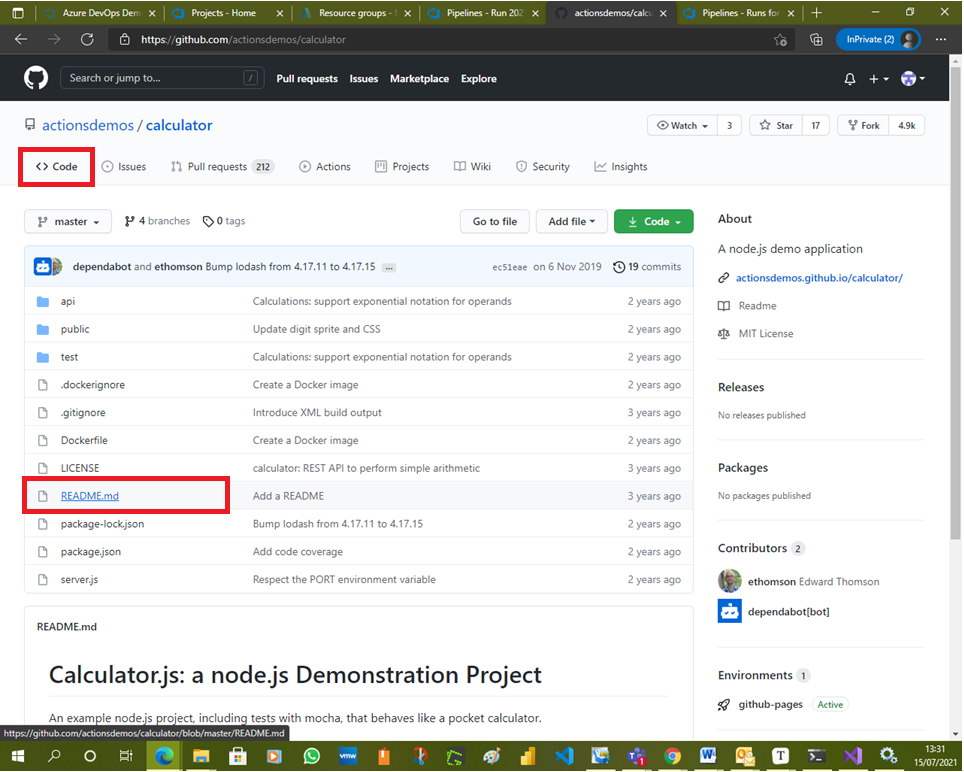 Azure DevOps Dem
Projects - Home
Resource groups -
Pipelines - Run 202
actionsdemos/calcu
Pipelines - Runs for
https://github.com/actionsdemos/calculator
InPrivate (2)
Search or jump to...
/
Pull requests
Issues
Marketplace
Explore
actionsdemos / calculator
Watch
3
Star
17
Fork
4.9k
Code
Issues
Pull requests 212
Actions
Projects
Wiki
Security
Insights
master
4 branches
0 tags
Go to file
Add file
Code
dependabot and ethomson Bump lodash from 4.17.11 to 4.17.15 ...
ec51eae on 6 Nov 2019
19 commits
api Calculations: support exponential notation for operands 2 years ago
public Update digit sprite and CSS 2 years ago
test Calculations: support exponential notation for operands 2 years ago
.dockerignore Create a Docker image 2 years ago
.gitignore Introduce XML build output 3 years ago
Dockerfile Create a Docker image 2 years ago
LICENSE calculator: REST API to perform simple arithmetic 3 years ago
README.md Add a README 3 years ago
package-lock.json Bump lodash from 4.17.11 to 4.17.15 2 years ago
package.json Add code coverage 2 years ago
server.js Respect the PORT environment variable 2 years ago
README.md
Calculator.js: a node.js Demonstration Project
An example node.js project, including tests with mocha, that behaves like a pocket calculator.
About
A node.js demo application
actionsdemos.github.io/calculator/
Readme
MIT License
Releases
No releases published
Packages
No packages published
Contributors 2
ethomson Edward Thomson
dependabot[bot]
Environments 1
github-pages Active
https://github.com/actionsdemos/calculator/blob/master/README.md
vmw
13:31
15/07/2021